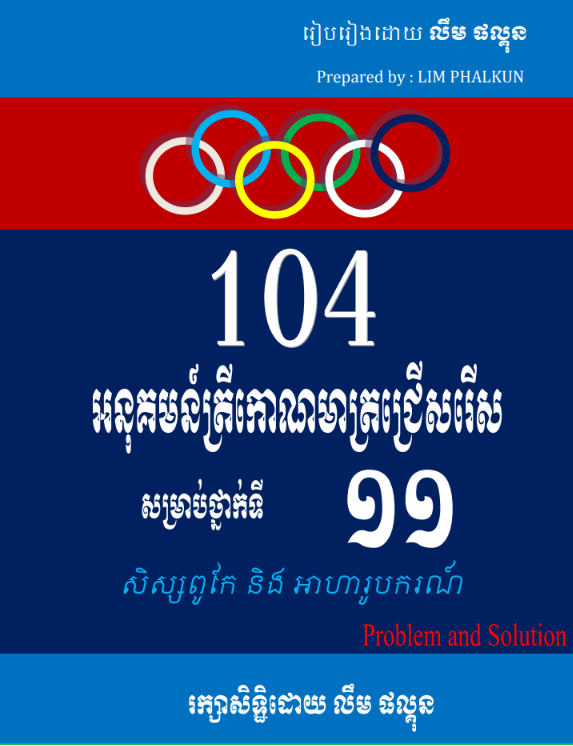 រៀបរៀងដោយ លឹម ផល្គុន
Prepared by : LIM PHALKUN
104
អនុគមន៍ត្រីកោណមាត្រជ្រើសរើស
សម្រាប់ថ្នាក់ទី ១១
សិស្សពូកែ និង អាហារូបករណ៍
Problem and Solution
រក្សាសិទ្ធិដោយ លឹម ផល្គុន